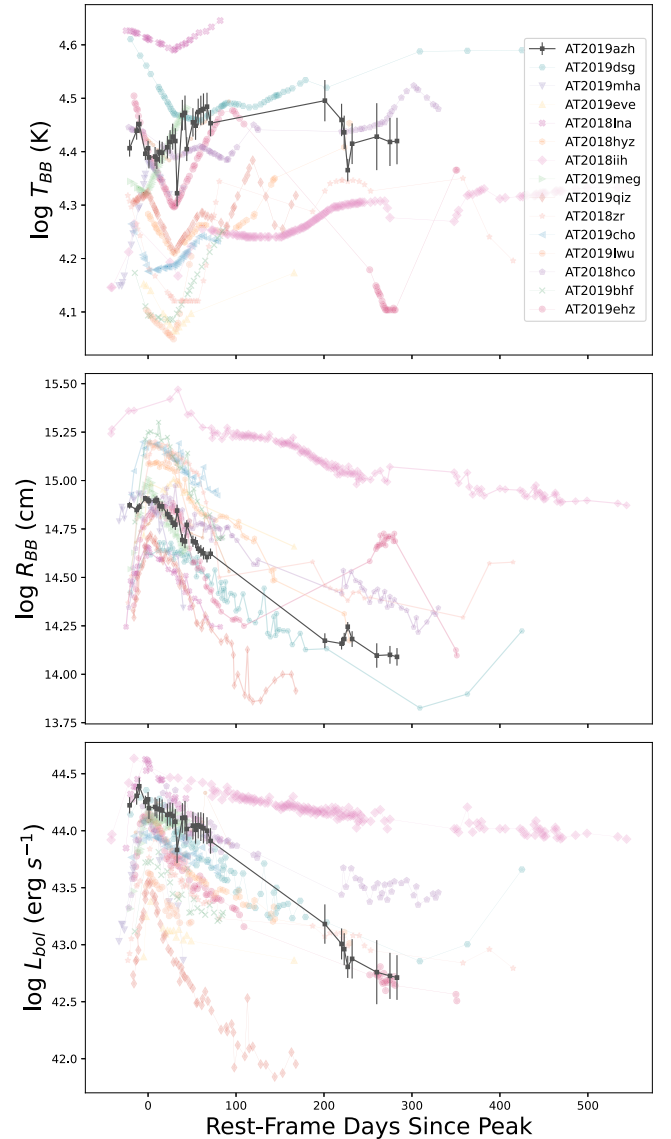 log T_BB (K)
4.6
4.5
4.4
4.3
4.2
4.1
AT2019azh
AT2019dsg
AT2019mha
AT2019eve
AT2018lna
AT2018hyz
AT2018iih
AT2019meg
AT2019qiz
AT2018zr
AT2019cho
AT2019lwu
AT2018hco
AT2019bhf
AT2019ehz
log R_BB (cm)
15.50
15.25
15.00
14.75
14.50
14.25
14.00
13.75
log L_bol (erg s⁻¹)
44.5
44.0
43.5
43.0
42.5
42.0
0 100 200 300 400 500
Rest-Frame Days Since Peak